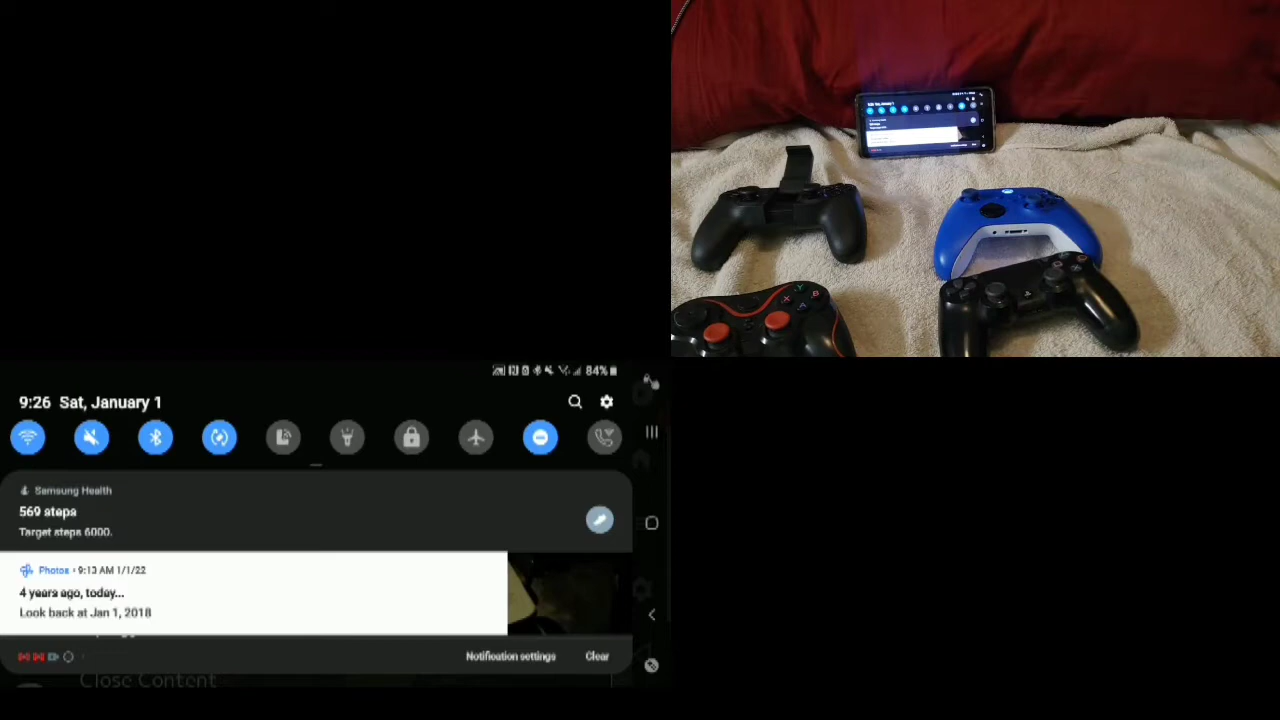 84%
9:26 Sat, January 1
Samsung Health
569 steps
Target steps 6000.
Photos • 9:13 AM 1/1/22
4 years ago, today...
Look back at Jan 1, 2018
Notification settings
Clear
Close Content
Y
X
B
A